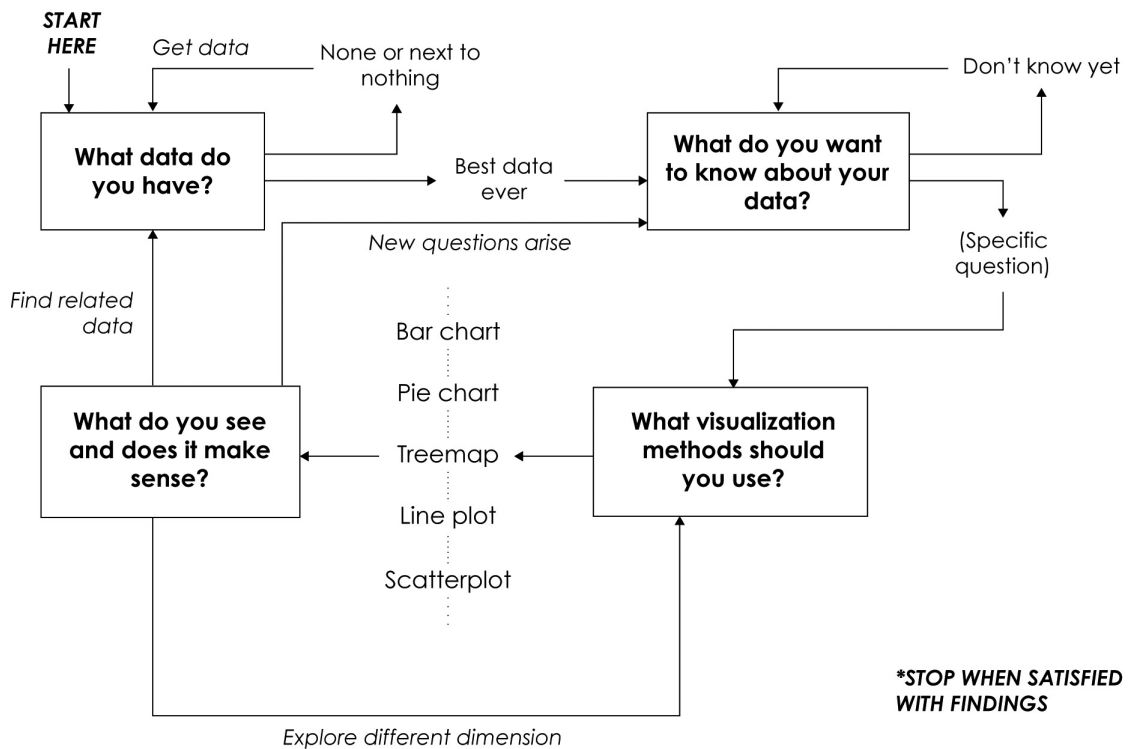 START
HERE
Get data
None or next to
nothing
Don’t know yet
What data do
you have?
Best data
ever
What do you want
to know about your
data?
New questions arise
(Specific
question)
Find related
data
Bar chart
Pie chart
Treemap
Line plot
Scatterplot
What do you see
and does it make
sense?
What visualization
methods should
you use?
Explore different dimension
*STOP WHEN SATISFIED
WITH FINDINGS